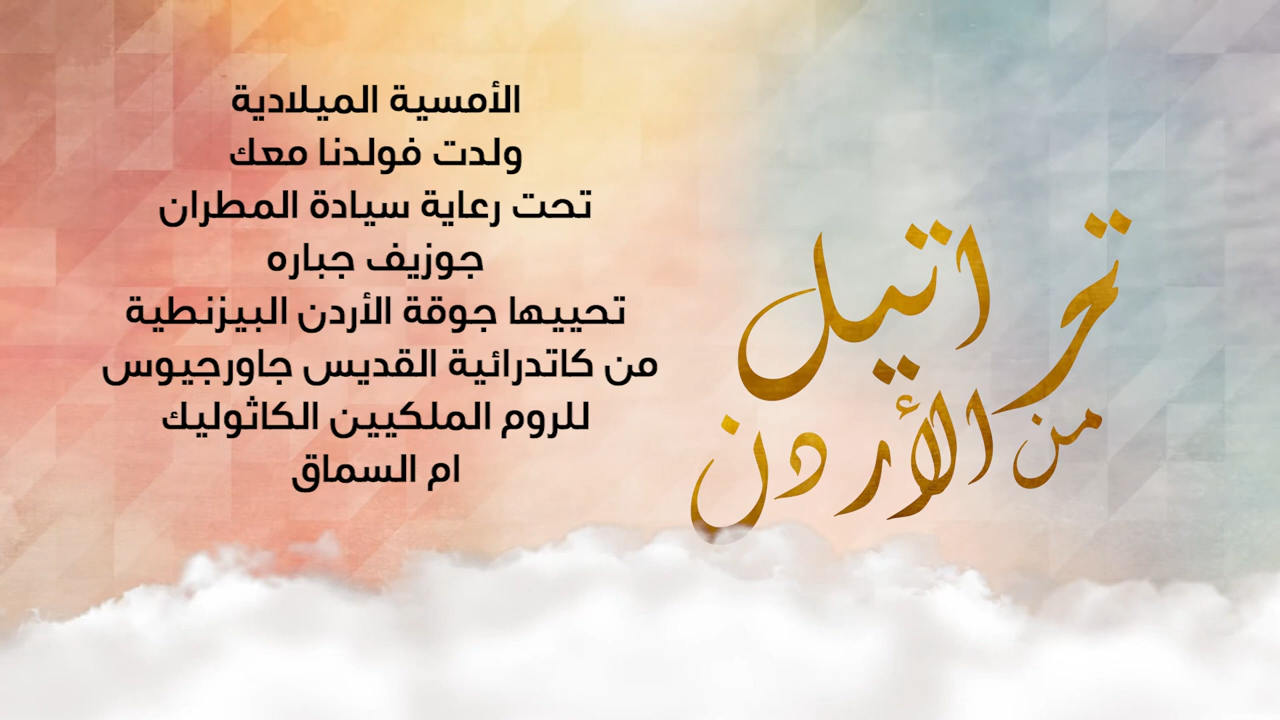 الأمسية الميلادية
ولدت فولدنا معك
تحت رعاية سيادة المطران
جوزيف جباره
تحييها جوقة الأردن البيزنطية
من كاتدرائية القديس جاورجيوس
للروم الملكيين الكاثوليك
ام السماق
تراتيل
من الأردن